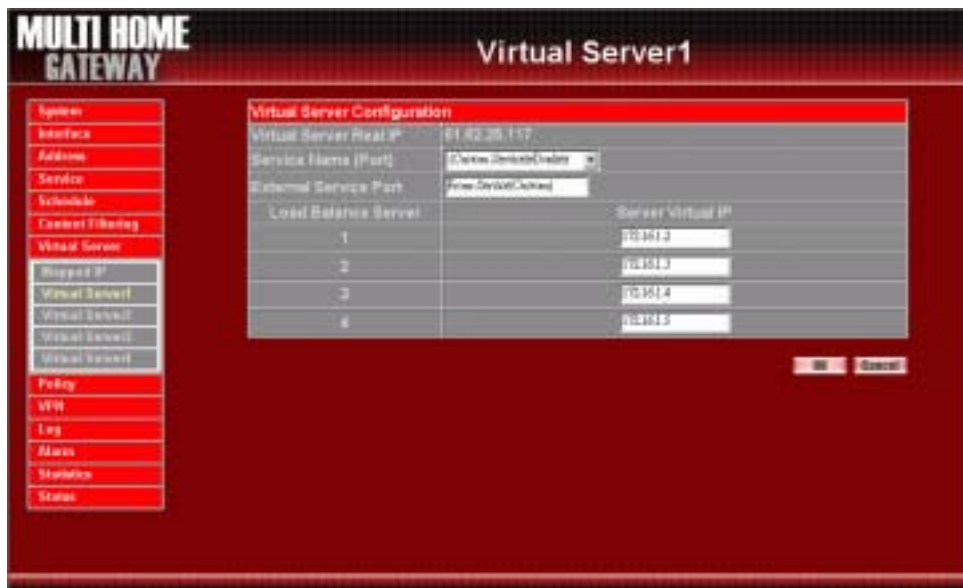 MULTI HOME
GATEWAY
Virtual Server1
System
Interface
Address
Service
Schedule
Content Filtering
Virtual Server
Mapped IP
Virtual Server1
Virtual Server2
Virtual Server3
Virtual Server4
Policy
VPN
Log
Alarm
Statistics
Status
Virtual Server Configuration
Virtual Server Real IP
Service Name (Port)
External Service Port
Load Balance Server Server Virtual IP
1
2
3
4
OK Cancel